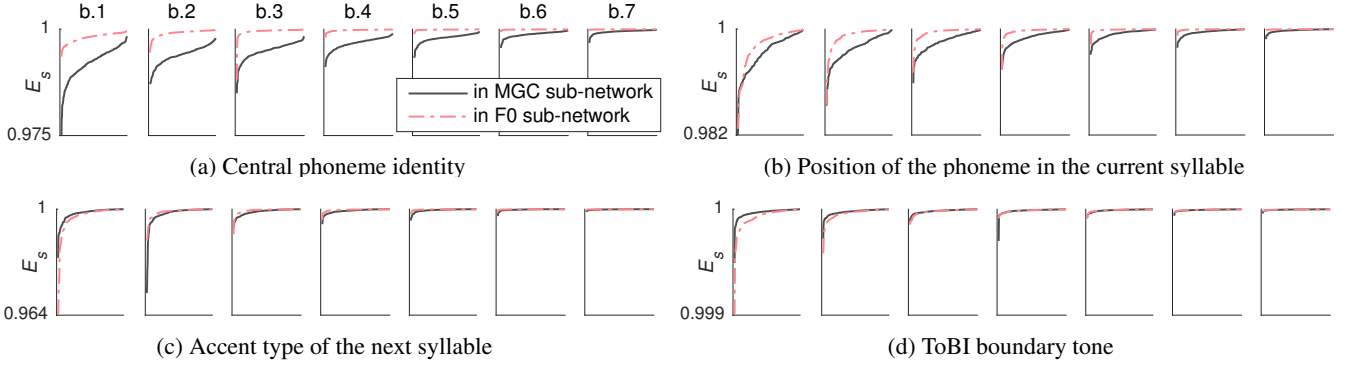 b.1 b.2 b.3 b.4 b.5 b.6 b.7
1
E_s
0.975
in MGC sub-network
in F0 sub-network
(a) Central phoneme identity
1
E_s
0.982
(b) Position of the phoneme in the current syllable
1
E_s
0.964
(c) Accent type of the next syllable
1
E_s
0.999
(d) ToBI boundary tone